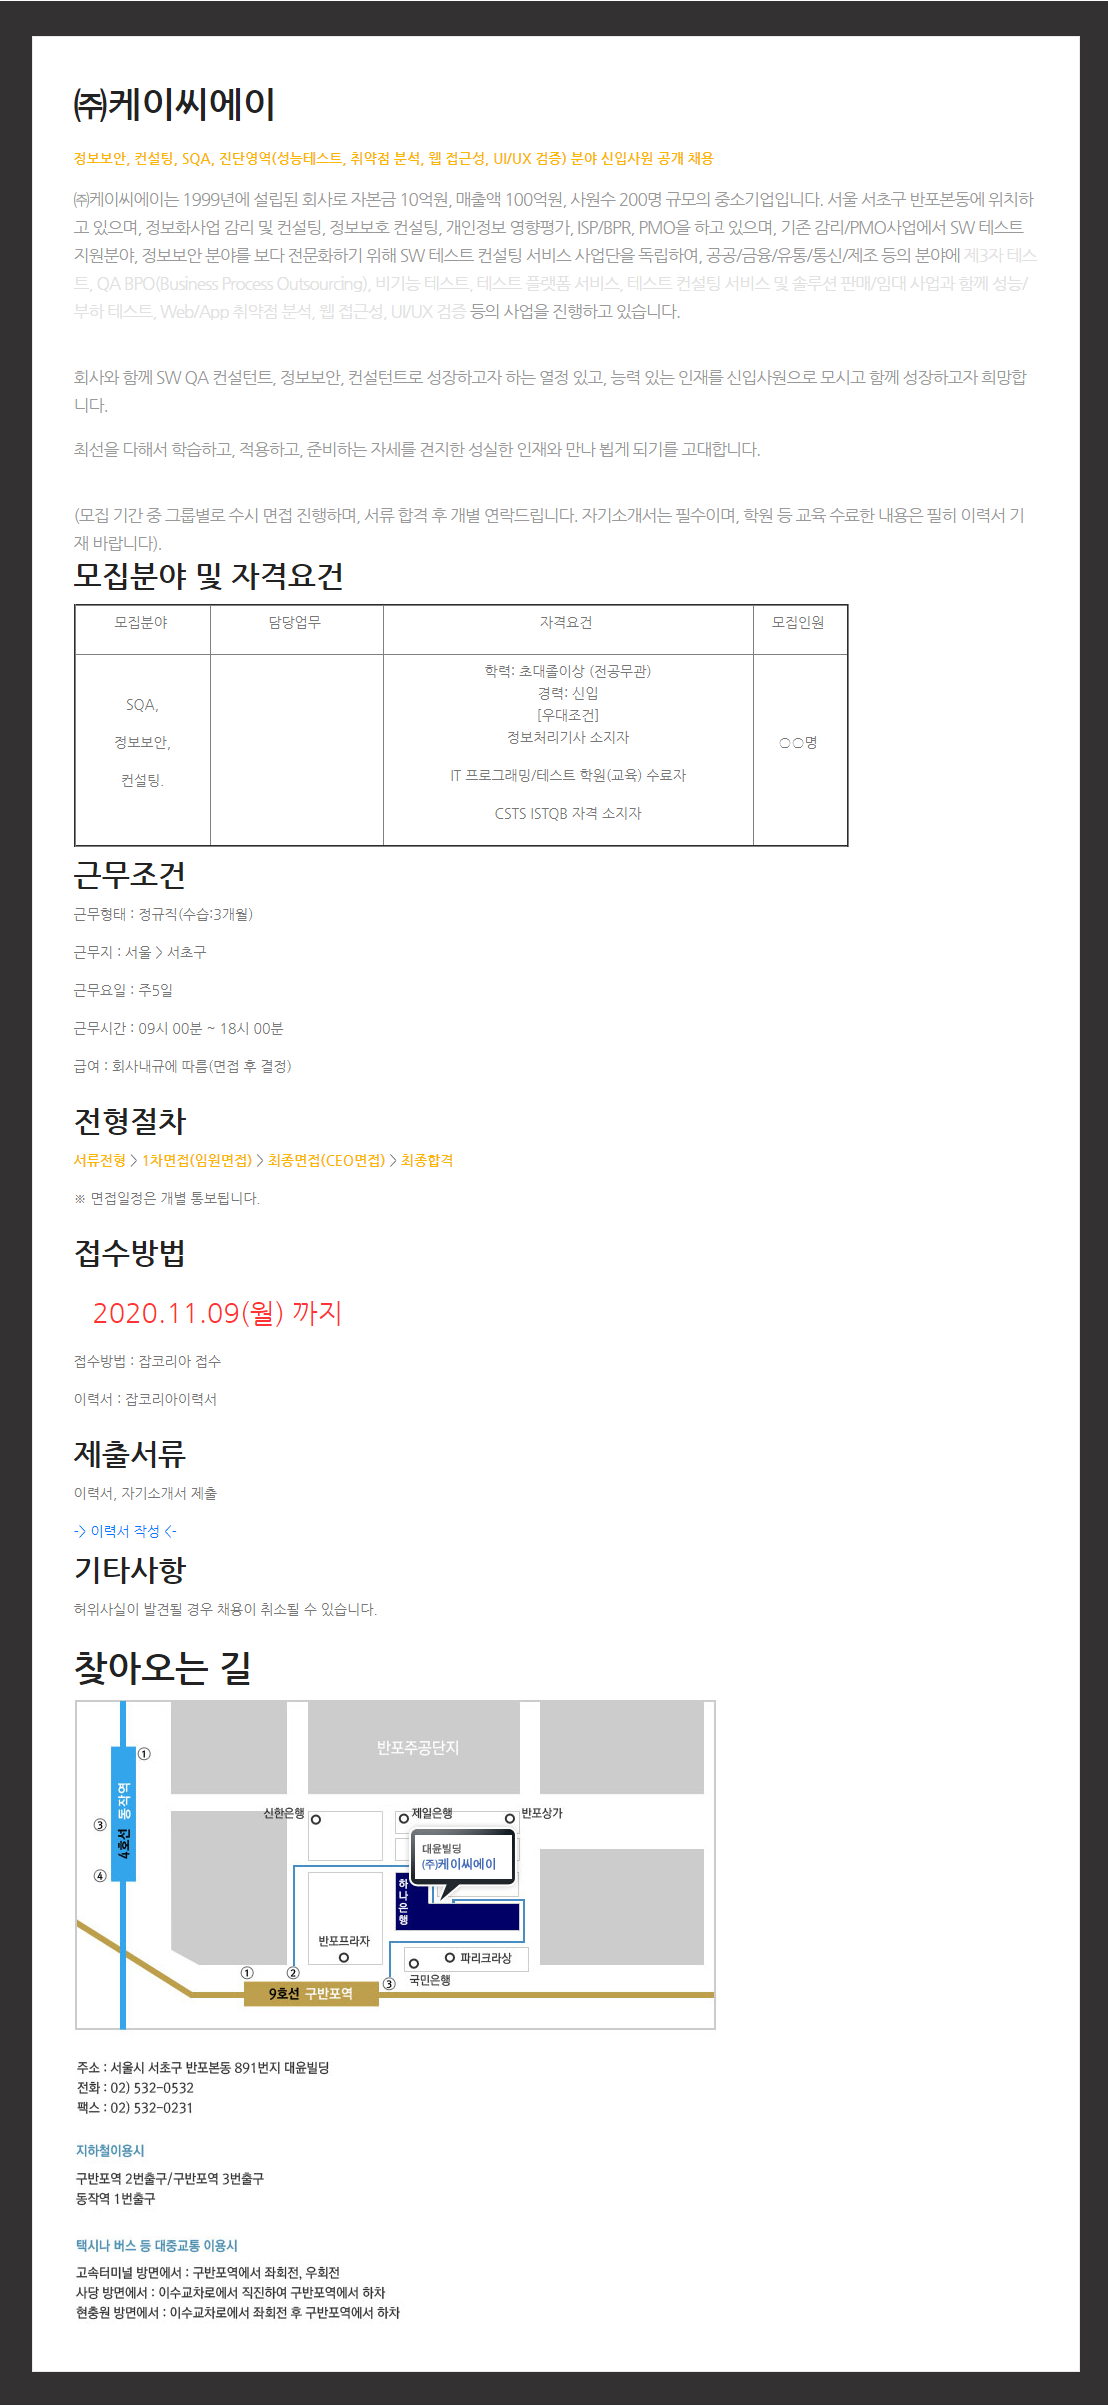 ㈜케이씨에이
정보보안, 컨설팅, SQA, 진단영역(성능테스트, 취약점 분석, 웹 접근성, UI/UX 검증) 분야 신입사원 공개 채용
㈜케이씨에이는 1999년에 설립된 회사로 자본금 10억원, 매출액 100억원, 사원수 200명 규모의 중소기업입니다. 서울 서초구 반포본동에 위치하
고 있으며, 정보화사업 감리 및 컨설팅, 정보보호 컨설팅, 개인정보 영향평가, ISP/BPR, PMO을 하고 있으며, 기존 감리/PMO사업에서 SW 테스트
지원분야, 정보보안 분야를 보다 전문화하기 위해 SW 테스트 컨설팅 서비스 사업단을 독립하여, 공공/금융/유통/통신/제조 등의 분야에 제3자 테스
트, QA BPO(Business Process Outsourcing), 비기능 테스트, 테스트 플랫폼 서비스, 테스트 컨설팅 서비스 및 솔루션 판매/임대 사업과 함께 성능/
부하 테스트, Web/App 취약점 분석, 웹 접근성, UI/UX 검증 등의 사업을 진행하고 있습니다.
회사와 함께 SW QA 컨설턴트, 정보보안, 컨설턴트로 성장하고자 하는 열정 있고, 능력 있는 인재를 신입사원으로 모시고 함께 성장하고자 희망합
니다.
최선을 다해서 학습하고, 적용하고, 준비하는 자세를 견지한 성실한 인재와 만나 뵙게 되기를 고대합니다.
(모집 기간 중 그룹별로 수시 면접 진행하며, 서류 합격 후 개별 연락드립니다. 자기소개서는 필수이며, 학원 등 교육 수료한 내용은 필히 이력서 기
재 바랍니다).
모집분야 및 자격요건
모집분야 담당업무 자격요건 모집인원
학력: 초대졸이상 (전공무관)
경력: 신입
[우대조건]
정보처리기사 소지자
IT 프로그래밍/테스트 학원(교육) 수료자
CSTS ISTQB 자격 소지자
SQA,
정보보안,
컨설팅.
○○명
근무조건
근무형태 : 정규직(수습:3개월)
근무지 : 서울 > 서초구
근무요일 : 주5일
근무시간 : 09시 00분 ~ 18시 00분
급여 : 회사내규에 따름(면접 후 결정)
전형절차
서류전형 > 1차면접(임원면접) > 최종면접(CEO면접) > 최종합격
※ 면접일정은 개별 통보됩니다.
접수방법
2020.11.09(월) 까지
접수방법 : 잡코리아 접수
이력서 : 잡코리아이력서
제출서류
이력서, 자기소개서 제출
-> 이력서 작성 <-
기타사항
허위사실이 발견될 경우 채용이 취소될 수 있습니다.
찾아오는 길
반포주공단지
①
4호선 동작역
③
④
신한은행
제일은행
반포상가
대윤빌딩
(주)케이씨에이
하나은행
반포프라자
파리크라상
국민은행
①
②
③
9호선 구반포역
주소 : 서울시 서초구 반포본동 891번지 대윤빌딩
전화 : 02) 532-0532
팩스 : 02) 532-0231
지하철이용시
구반포역 2번출구/구반포역 3번출구
동작역 1번출구
택시나 버스 등 대중교통 이용시
고속터미널 방면에서 : 구반포역에서 좌회전, 우회전
사당 방면에서 : 이수교차로에서 직진하여 구반포역에서 하차
현충원 방면에서 : 이수교차로에서 좌회전 후 구반포역에서 하차